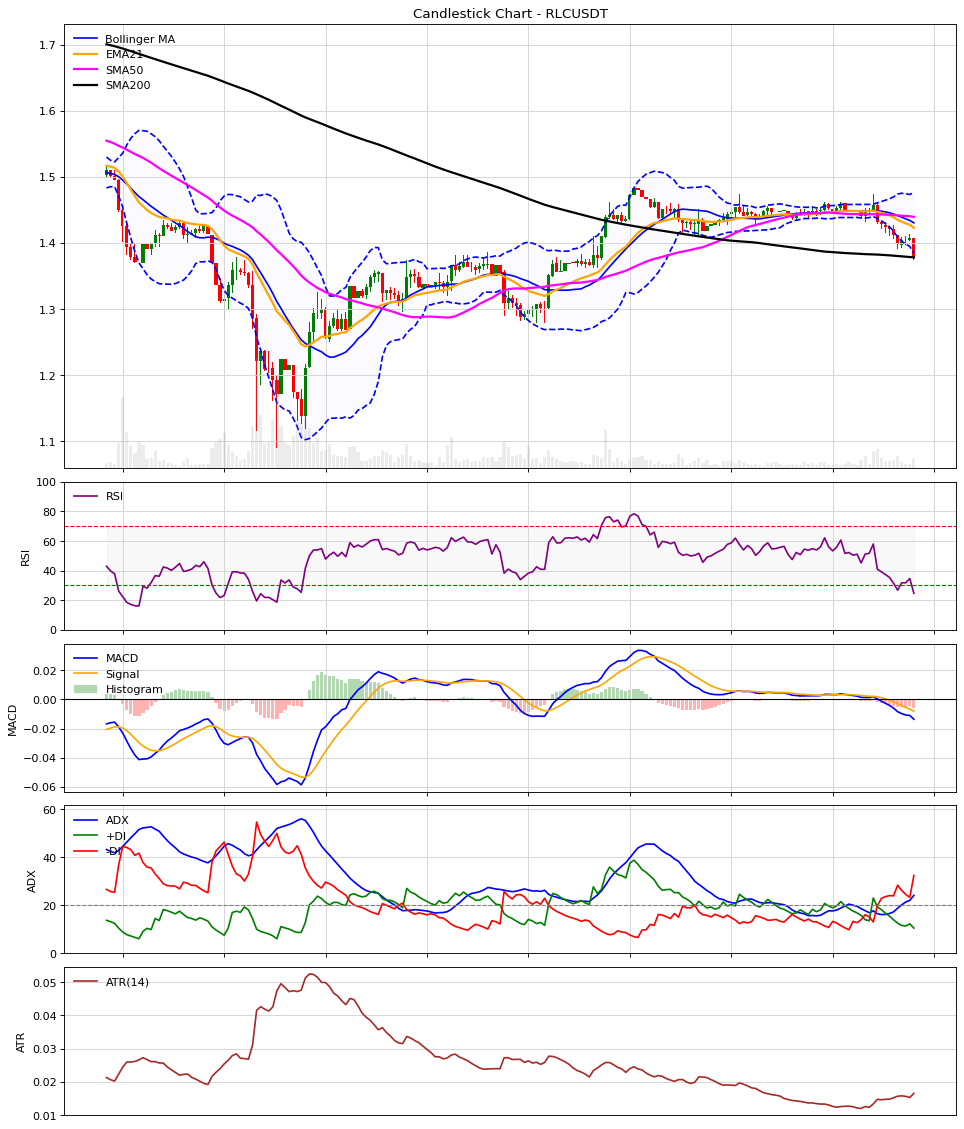 Candlestick Chart - RLCUSDT
Bollinger MA
EMA21
SMA50
SMA200
1.7
1.6
1.5
1.4
1.3
1.2
1.1
RSI
RSI
100
80
60
40
20
0
MACD
Signal
Histogram
MACD
0.02
0.00
−0.02
−0.04
−0.06
ADX
+DI
-DI
ADX
60
40
20
0
ATR(14)
ATR
0.05
0.04
0.03
0.02
0.01